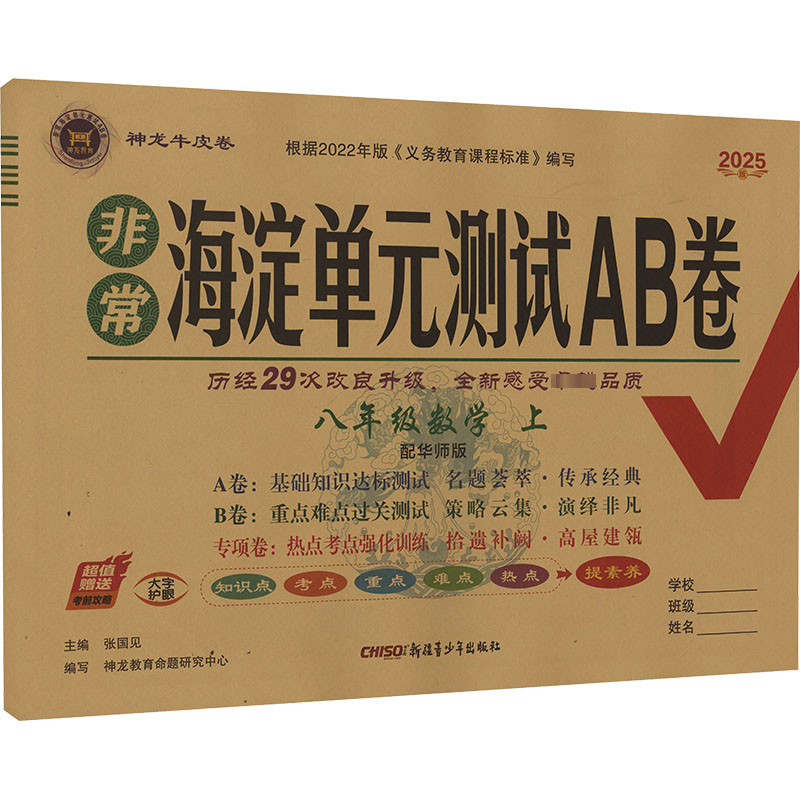 神龙牛皮卷
根据2022年版《义务教育课程标准》编写
2025
版
非常
海淀单元测试AB卷
历经29次改良升级，全新感受 品质
八年级数学 上
配华师版
A卷：基础知识达标测试 名题荟萃·传承经典
B卷：重点难点过关测试 策略云集·演绎非凡
专项卷：热点考点强化训练 拾遗补阙·高屋建瓴
超值
赠送
考前攻略
大字
护眼
知识点 考点 重点 难点 热点 提素养
学校
班级
姓名
主编 张国见
编写 神龙教育命题研究中心
CHISO 新疆青少年出版社